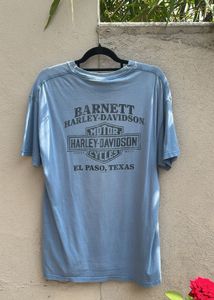 BARNETT
HARLEY-DAVIDSON
MOTOR
HARLEY-DAVIDSON
CYCLES
EL PASO, TEXAS